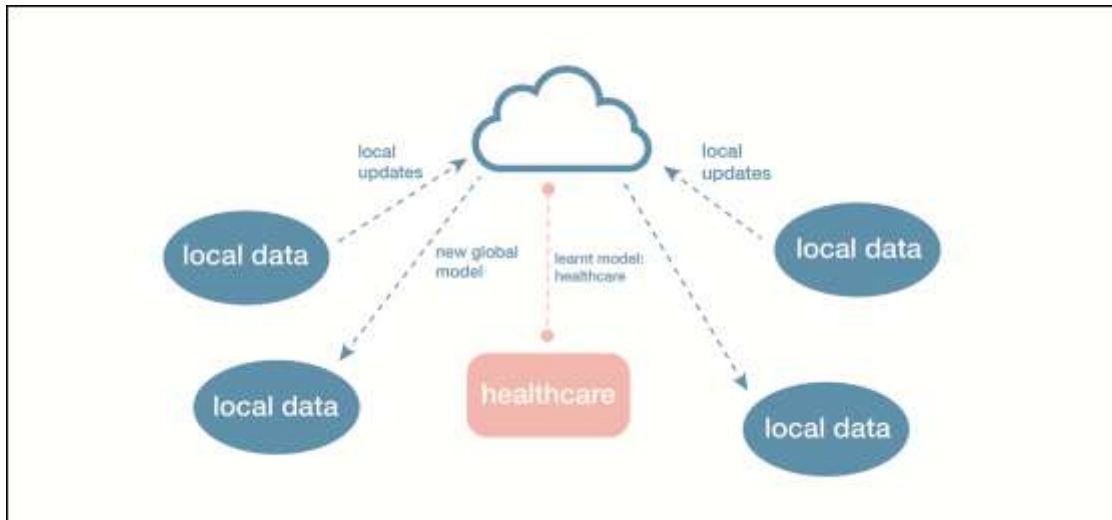 local
updates
local
updates
local data
local data
new global
model
learnt model:
healthcare
local data
healthcare
local data